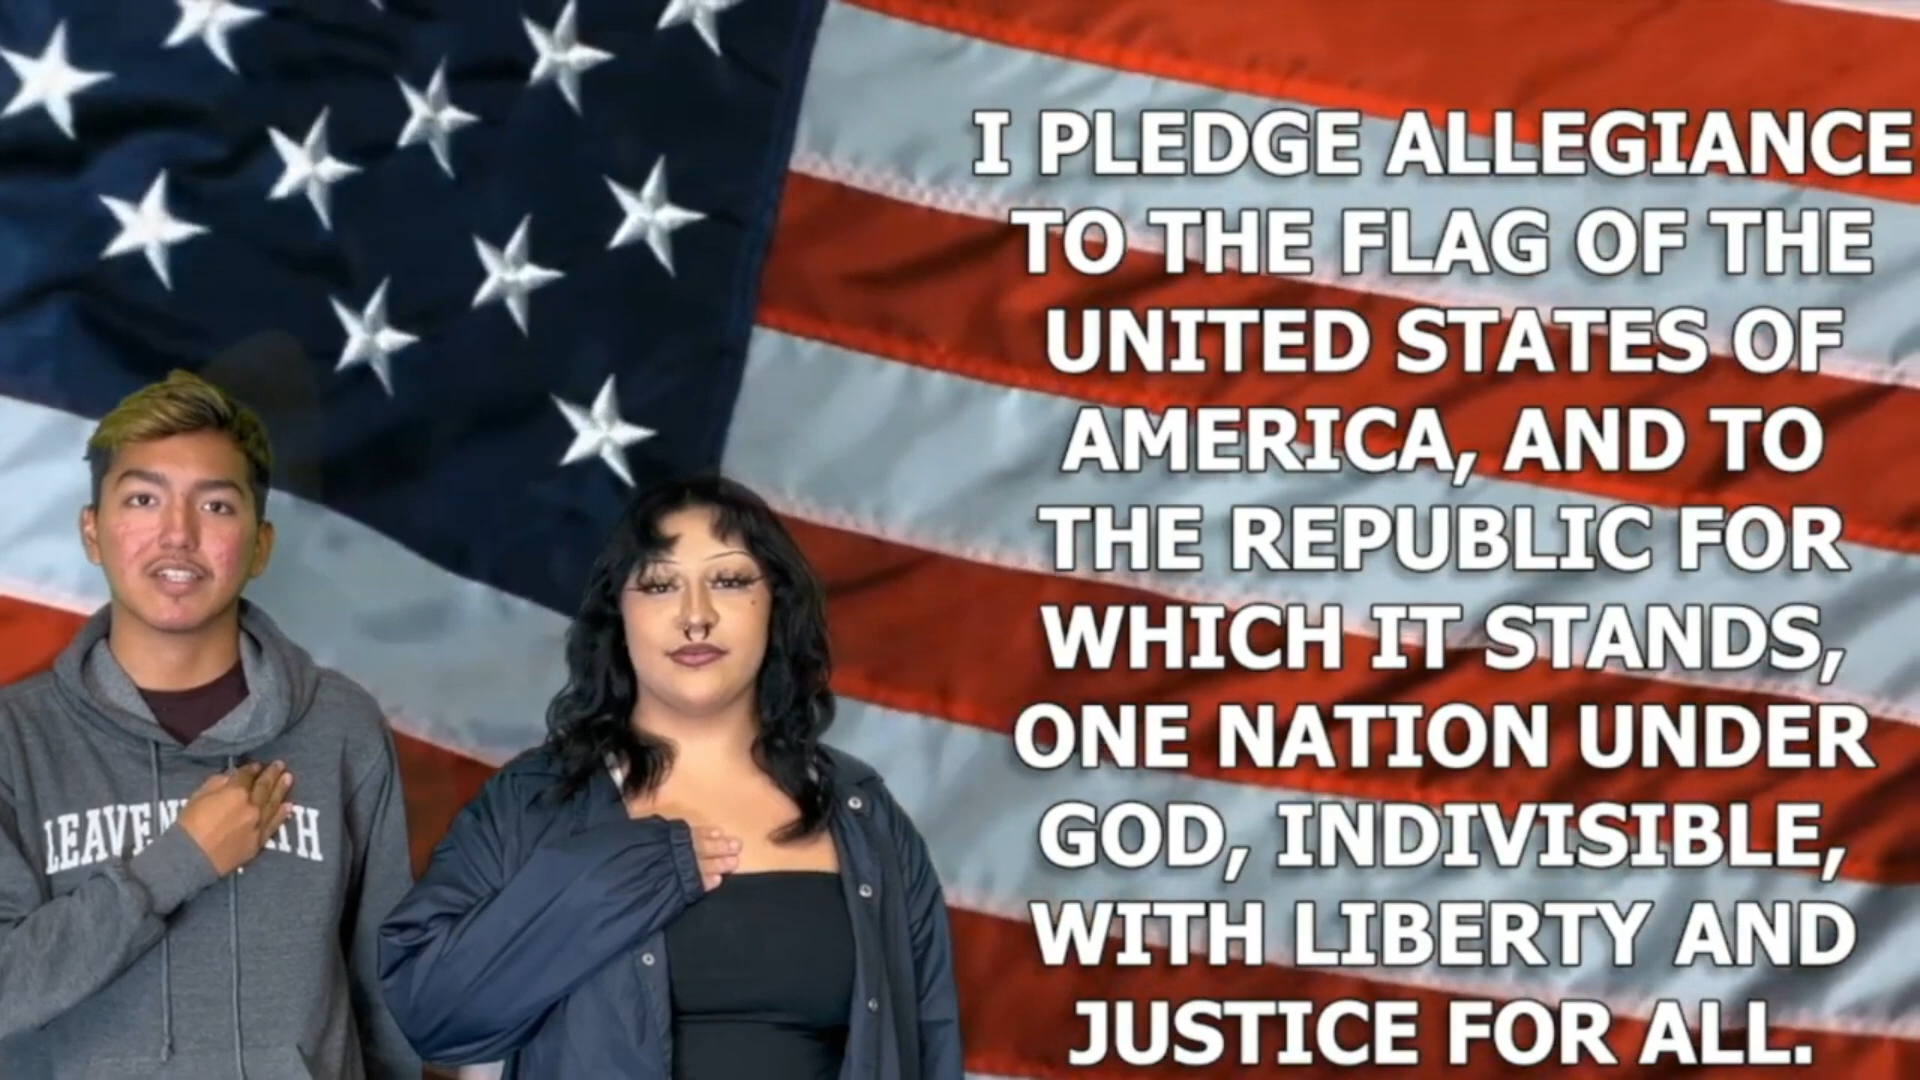 I PLEDGE ALLEGIANCE
TO THE FLAG OF THE
UNITED STATES OF
AMERICA, AND TO
THE REPUBLIC FOR
WHICH IT STANDS,
ONE NATION UNDER
GOD, INDIVISIBLE,
WITH LIBERTY AND
JUSTICE FOR ALL.